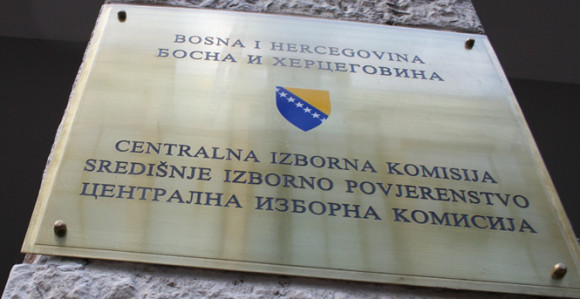 BOSNA I HERCEGOVINA
БОСНА И ХЕРЦЕГОВИНА
CENTRALNA IZBORNA KOMISIJA
SREDIŠNJE IZBORNO POVJERENSTVO
ЦЕНТРАЛНА ИЗБОРНА КОМИСИЈА